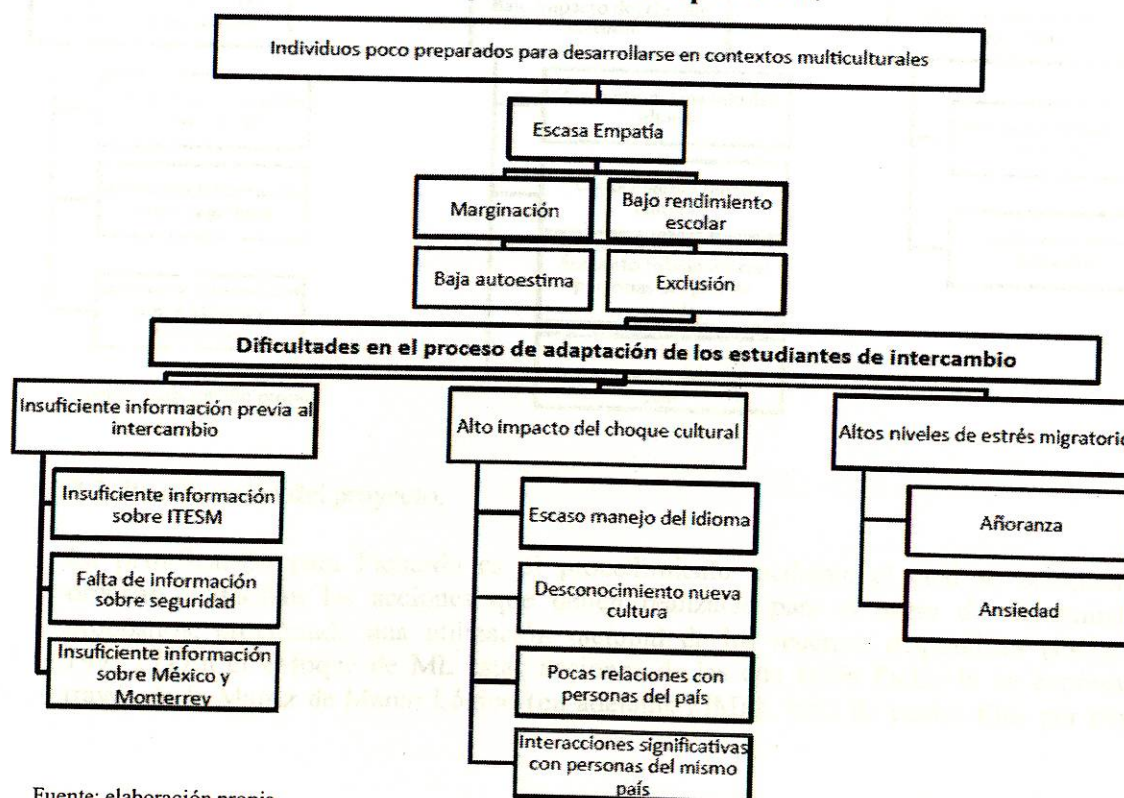 Individuos poco preparados para desarrollarse en contextos multiculturales
Escasa Empatía
Marginación
Bajo rendimiento
escolar
Baja autoestima
Exclusión
Dificultades en el proceso de adaptación de los estudiantes de intercambio
Insuficiente información previa al
intercambio
Insuficiente información
sobre ITESM
Falta de información
sobre seguridad
Insuficiente información
sobre México y
Monterrey
Alto impacto del choque cultural
Escaso manejo del idioma
Desconocimiento nueva
cultura
Pocas relaciones con
personas del país
Interacciones significativas
con personas del mismo
país
Altos niveles de estrés migratorio
Añoranza
Ansiedad
Fuente: elaboración propia